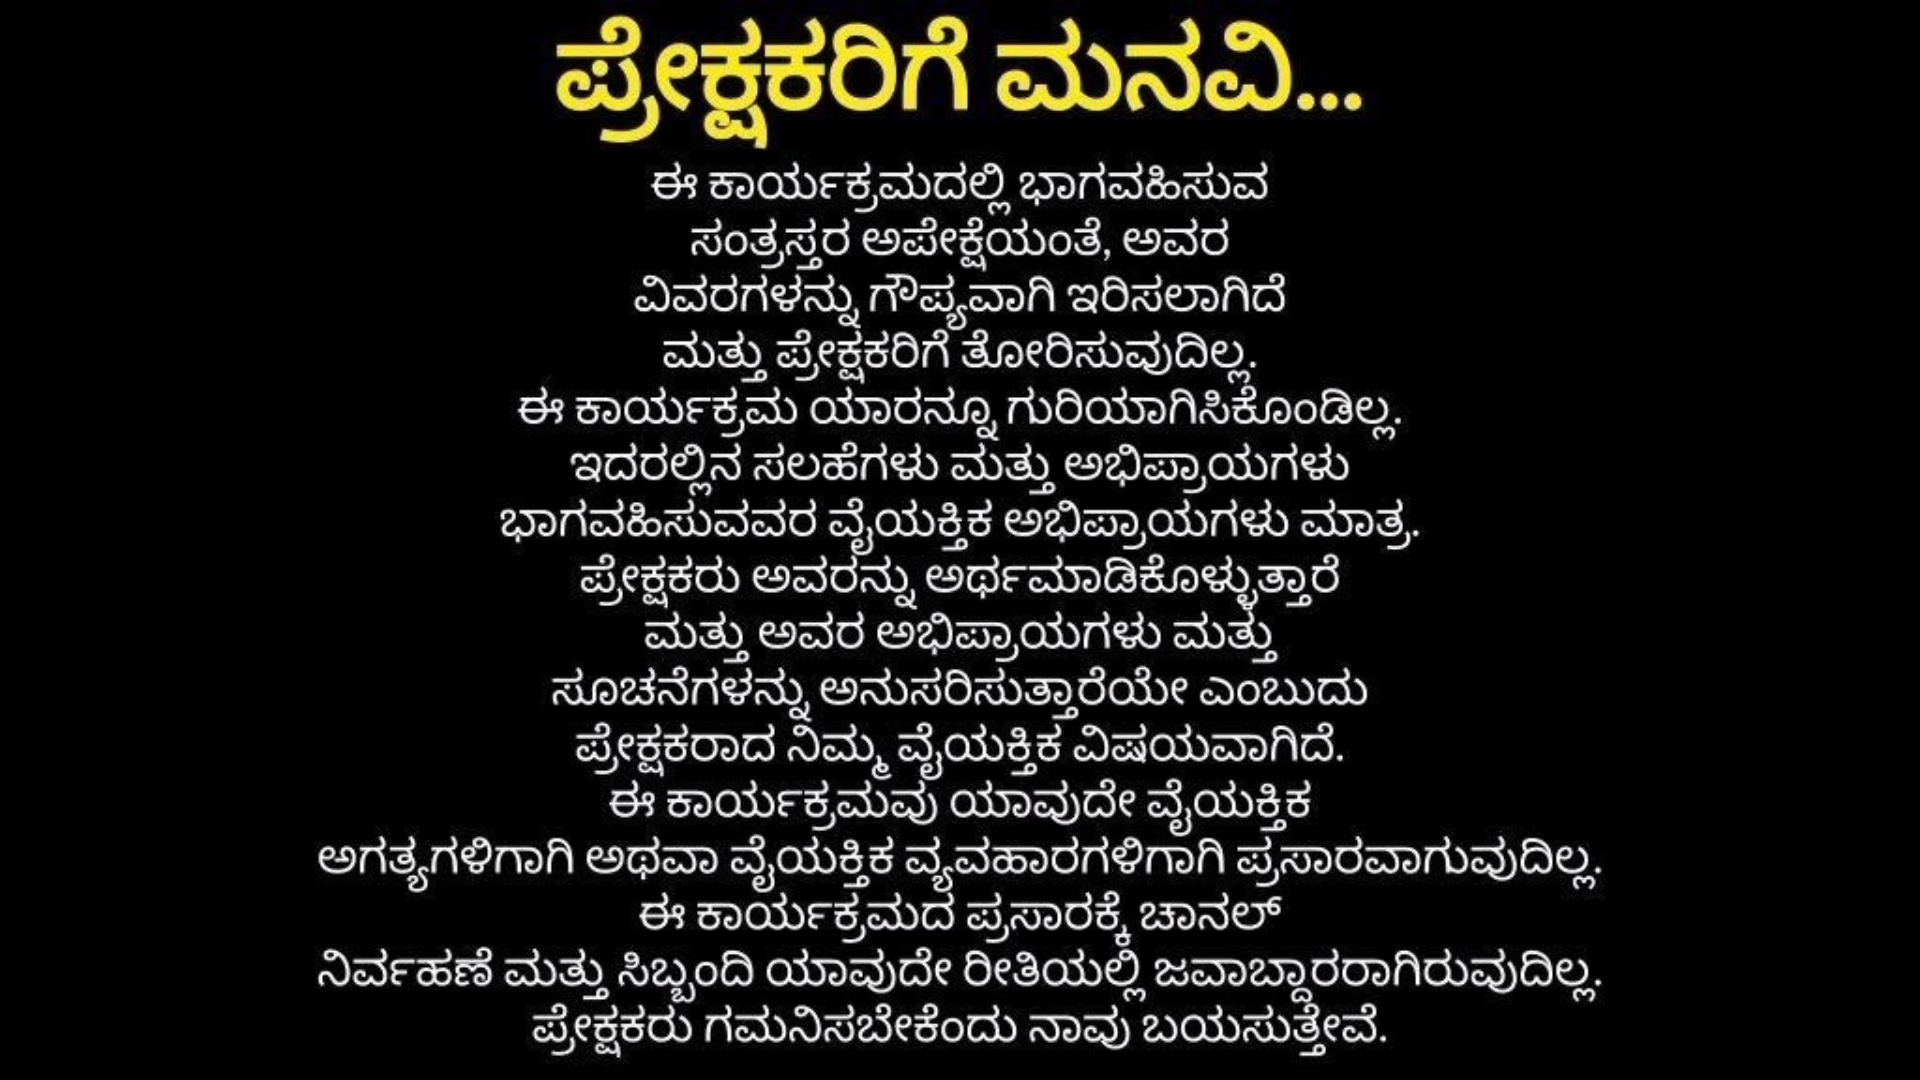 ಪ್ರೇಕ್ಷಕರಿಗೆ ಮನವಿ...
ಈ ಕಾರ್ಯಕ್ರಮದಲ್ಲಿ ಭಾಗವಹಿಸುವ
ಸಂತ್ರಸ್ತರ ಅಪೇಕ್ಷೆಯಂತೆ, ಅವರ
ವಿವರಗಳನ್ನು ಗೌಪ್ಯವಾಗಿ ಇರಿಸಲಾಗಿದೆ
ಮತ್ತು ಪ್ರೇಕ್ಷಕರಿಗೆ ತೋರಿಸುವುದಿಲ್ಲ.
ಈ ಕಾರ್ಯಕ್ರಮ ಯಾರನ್ನೂ ಗುರಿಯಾಗಿಸಿಕೊಂಡಿಲ್ಲ.
ಇದರಲ್ಲಿನ ಸಲಹೆಗಳು ಮತ್ತು ಅಭಿಪ್ರಾಯಗಳು
ಭಾಗವಹಿಸುವವರ ವೈಯಕ್ತಿಕ ಅಭಿಪ್ರಾಯಗಳು ಮಾತ್ರ.
ಪ್ರೇಕ್ಷಕರು ಅವರನ್ನು ಅರ್ಥಮಾಡಿಕೊಳ್ಳುತ್ತಾರೆ
ಮತ್ತು ಅವರ ಅಭಿಪ್ರಾಯಗಳು ಮತ್ತು
ಸೂಚನೆಗಳನ್ನು ಅನುಸರಿಸುತ್ತಾರೆಯೇ ಎಂಬುದು
ಪ್ರೇಕ್ಷಕರಾದ ನಿಮ್ಮ ವೈಯಕ್ತಿಕ ವಿಷಯವಾಗಿದೆ.
ಈ ಕಾರ್ಯಕ್ರಮವು ಯಾವುದೇ ವೈಯಕ್ತಿಕ
ಅಗತ್ಯಗಳಿಗಾಗಿ ಅಥವಾ ವೈಯಕ್ತಿಕ ವ್ಯವಹಾರಗಳಿಗಾಗಿ ಪ್ರಸಾರವಾಗುವುದಿಲ್ಲ.
ಈ ಕಾರ್ಯಕ್ರಮದ ಪ್ರಸಾರಕ್ಕೆ ಚಾನಲ್
ನಿರ್ವಹಣೆ ಮತ್ತು ಸಿಬ್ಬಂದಿ ಯಾವುದೇ ರೀತಿಯಲ್ಲಿ ಜವಾಬ್ದಾರರಾಗಿರುವುದಿಲ್ಲ.
ಪ್ರೇಕ್ಷಕರು ಗಮನಿಸಬೇಕೆಂದು ನಾವು ಬಯಸುತ್ತೇವೆ.